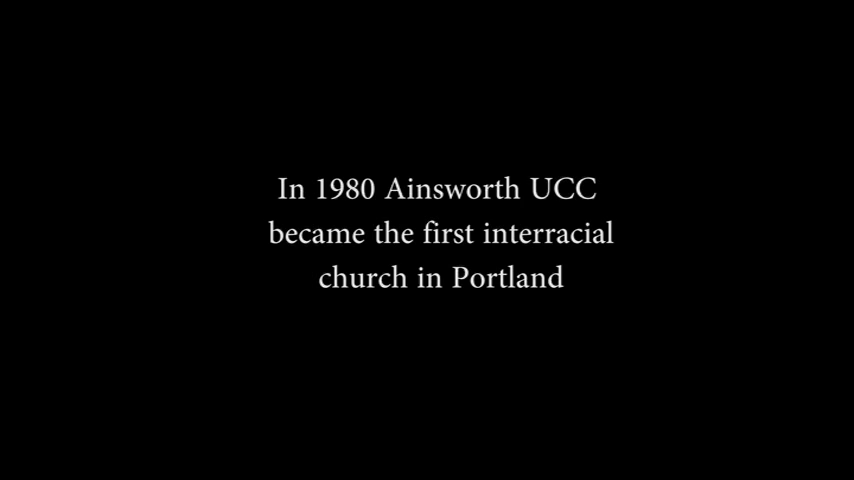 In 1980 Ainsworth UCC
became the first interracial
church in Portland